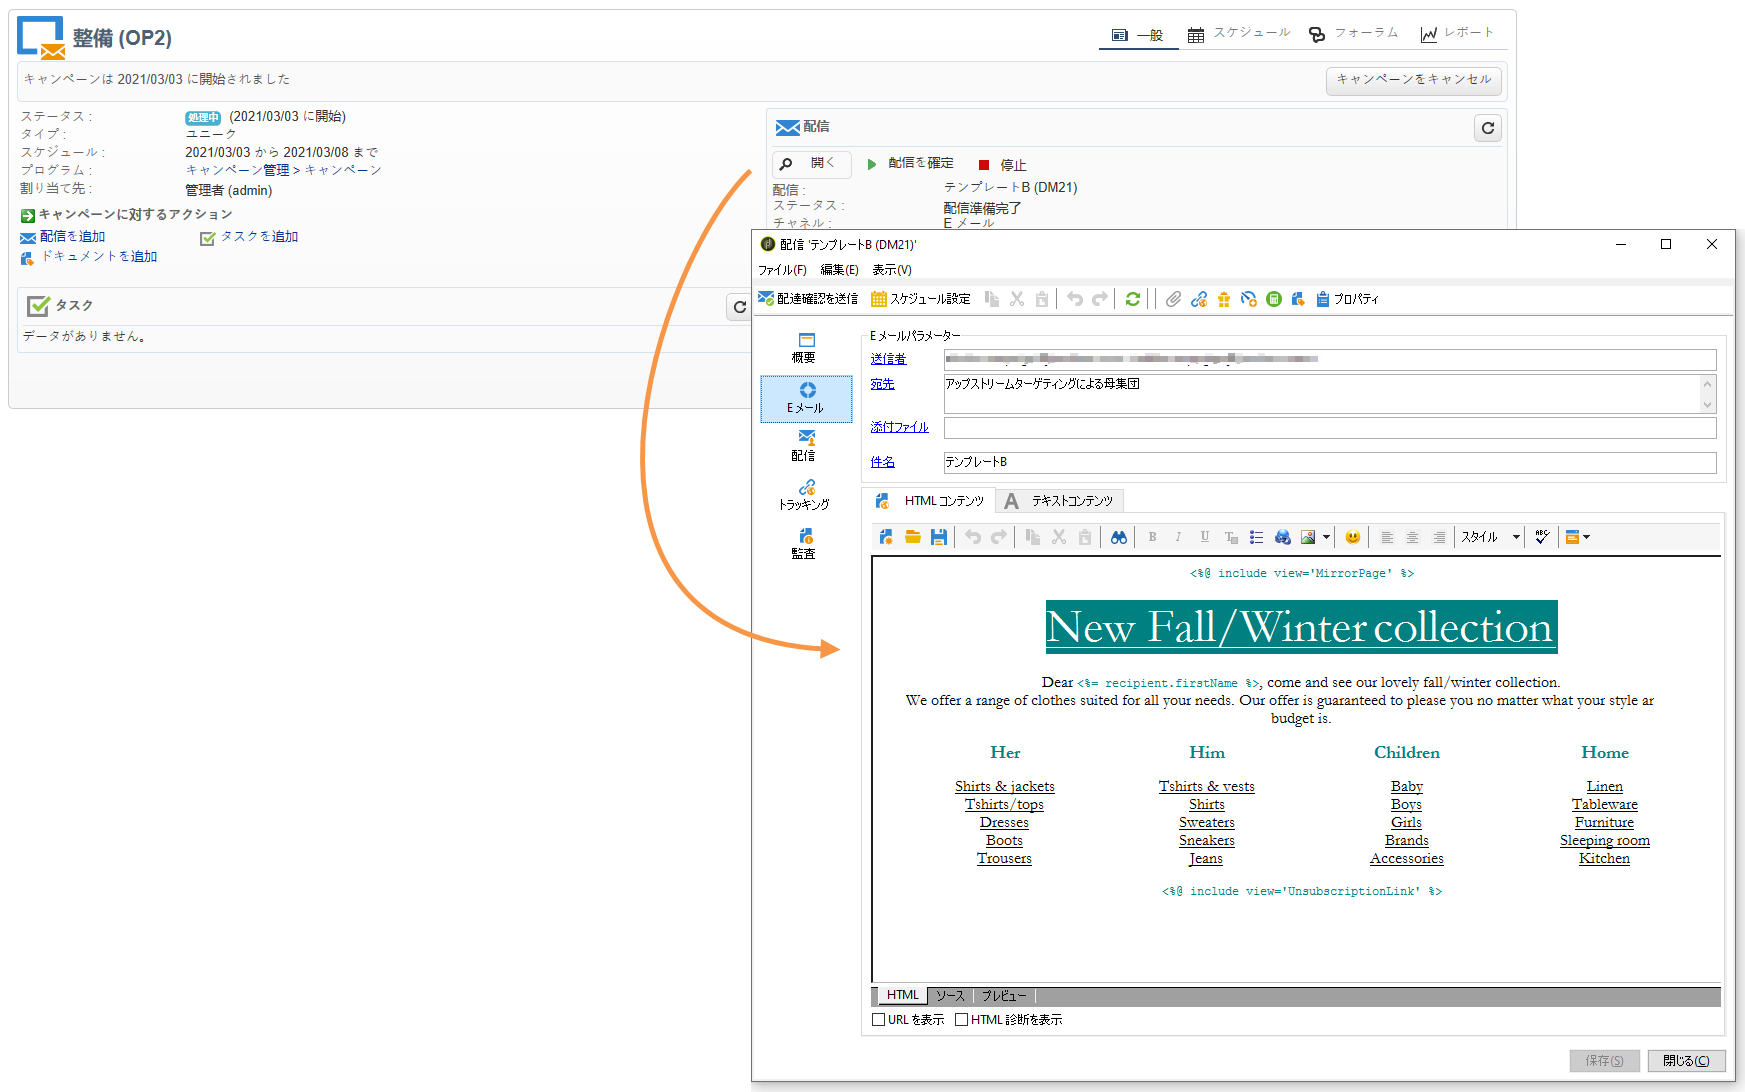 整備 (OP2)
一般
スケジュール
フォーラム
レポート
キャンペーンは 2021/03/03 に開始されました
キャンペーンをキャンセル
ステータス :
処理中 (2021/03/03 に開始)
タイプ :
ユニーク
スケジュール :
2021/03/03 から 2021/03/08 まで
プログラム :
キャンペーン管理 > キャンペーン
割り当て先 :
管理者 (admin)
キャンペーンに対するアクション
配信を追加
タスクを追加
ドキュメントを追加
タスク
データがありません。
配信
開く
配信を確定
停止
配信 :
テンプレートB (DM21)
ステータス :
配信準備完了
チャネル :
E メール
配信 'テンプレートB (DM21)'
ファイル(F) 編集(E) 表示(V)
配達確認を送信 スケジュール設定 プロパティ
概要
E メール
配信
トラッキング
監査
E メールパラメーター
送信者
宛先
アップストリームターゲティングによる母集団
添付ファイル
件名
テンプレートB
HTML コンテンツ
A テキストコンテンツ
B I U T スタイル ABC
<%@ include view='MirrorPage' %>
New Fall/Winter collection
Dear <%= recipient.firstName %>, come and see our lovely fall/winter collection.
We offer a range of clothes suited for all your needs. Our offer is guaranteed to please you no matter what your style ar
budget is.
Her Him Children Home
Shirts & jackets Tshirts & vests Baby Linen
Tshirts/tops Shirts Boys Tableware
Dresses Sweaters Girls Furniture
Boots Sneakers Brands Sleeping room
Trousers Jeans Accessories Kitchen
<%@ include view='UnsubscriptionLink' %>
HTML ソース プレビュー
URL を表示 HTML 診断を表示
保存(S) 閉じる(C)